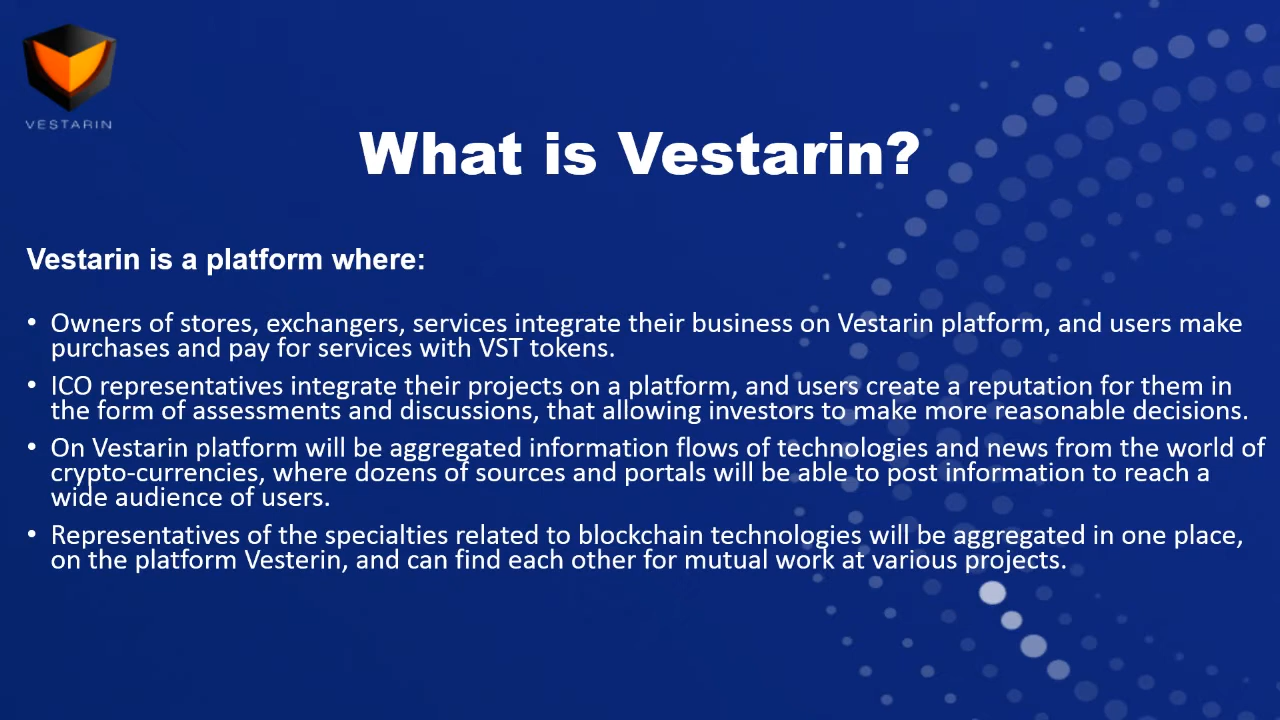 VESTARIN
What is Vestarin?
Vestarin is a platform where:
• Owners of stores, exchangers, services integrate their business on Vestarin platform, and users make
purchases and pay for services with VST tokens.
• ICO representatives integrate their projects on a platform, and users create a reputation for them in
the form of assessments and discussions, that allowing investors to make more reasonable decisions.
• On Vestarin platform will be aggregated information flows of technologies and news from the world of
crypto-currencies, where dozens of sources and portals will be able to post information to reach a
wide audience of users.
• Representatives of the specialties related to blockchain technologies will be aggregated in one place,
on the platform Vesterin, and can find each other for mutual work at various projects.